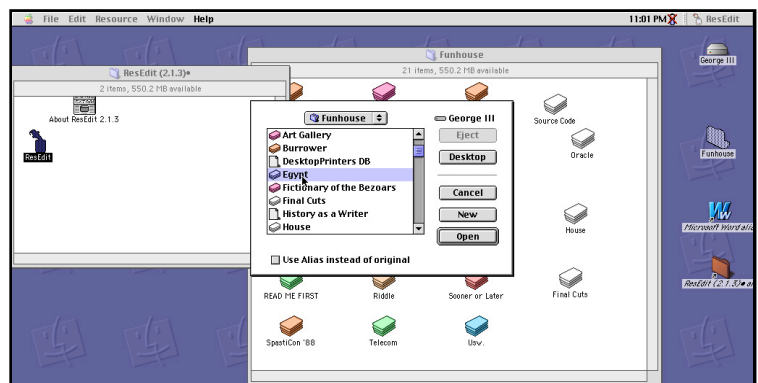 File Edit Resource Window Help 11:01 PM ResEdit
ResEdit (2.1.3)•
2 items, 550.2 MB available
About ResEdit 2.1.3
ResEdit
Funhouse
21 items, 550.2 MB available
Source Code
Oracle
House
Final Cuts
READ ME FIRST
Riddle
Sooner or Later
SpastiCon '88
Telecom
Usw.
Funhouse
George III
Art Gallery
Burrower
DesktopPrinters DB
Egypt
Fictionary of the Bezoars
Final Cuts
History as a Writer
House
Eject
Desktop
Cancel
New
Open
Use Alias instead of original
George III
Funhouse
Microsoft Word alia
ResEdit (2.1.3)• a